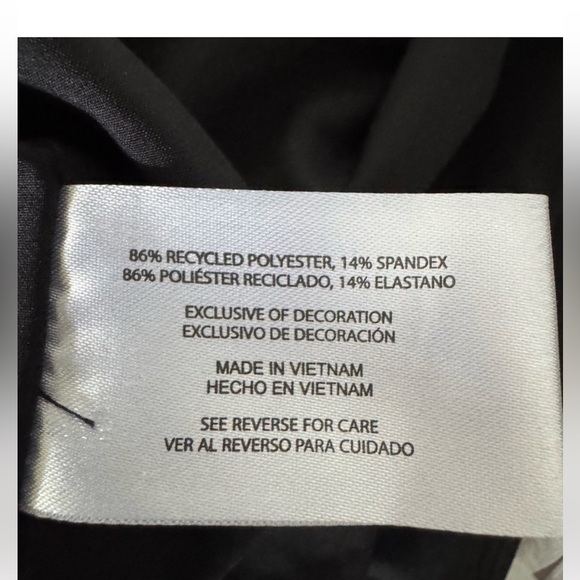 86% RECYCLED POLYESTER, 14% SPANDEX
86% POLIÉSTER RECICLADO, 14% ELASTANO
EXCLUSIVE OF DECORATION
EXCLUSIVO DE DECORACIÓN
MADE IN VIETNAM
HECHO EN VIETNAM
SEE REVERSE FOR CARE
VER AL REVERSO PARA CUIDADO